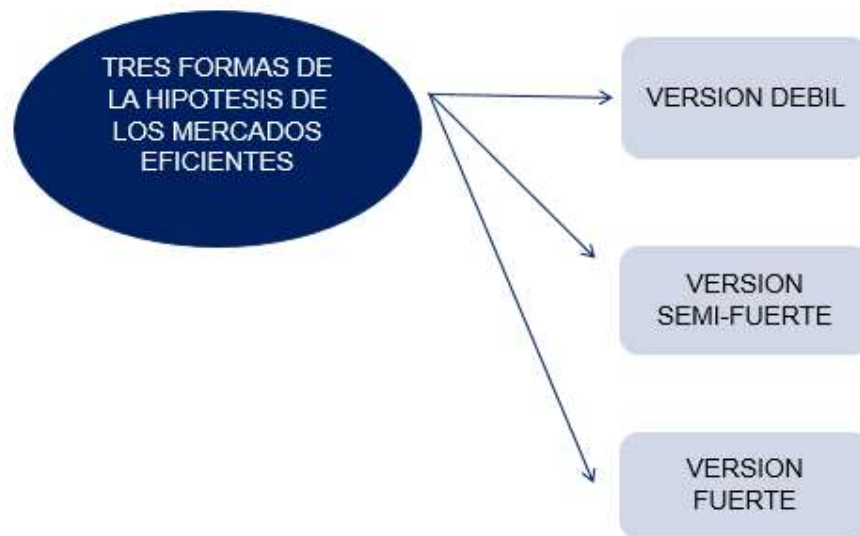 TRES FORMAS DE
LA HIPOTESIS DE
LOS MERCADOS
EFICIENTES
VERSION DEBIL
VERSION
SEMI-FUERTE
VERSION
FUERTE